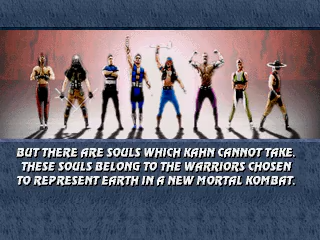 BUT THERE ARE SOULS WHICH KAHN CANNOT TAKE.
THESE SOULS BELONG TO THE WARRIORS CHOSEN
TO REPRESENT EARTH IN A NEW MORTAL KOMBAT.